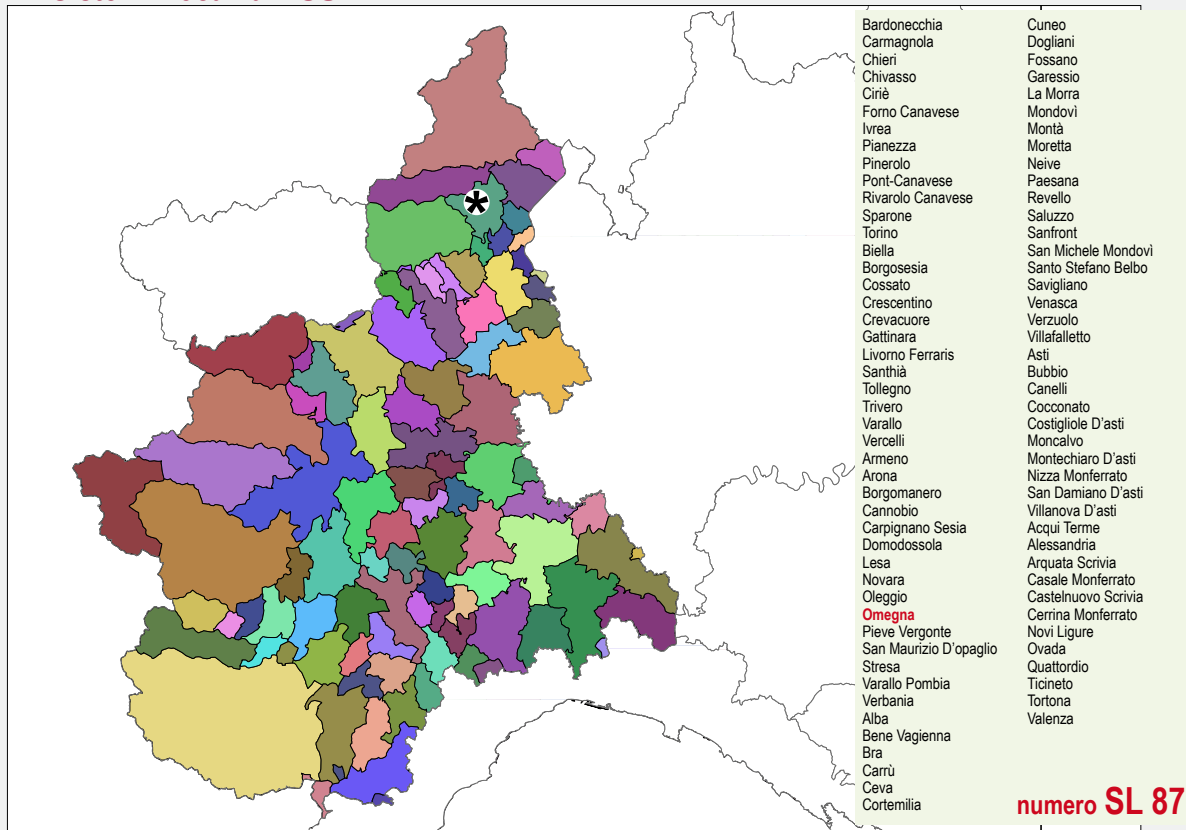 Bardonecchia
Carmagnola
Chieri
Chivasso
Ciriè
Forno Canavese
Ivrea
Pianezza
Pinerolo
Pont-Canavese
Rivarolo Canavese
Sparone
Torino
Biella
Borgosesia
Cossato
Crescentino
Crevacuore
Gattinara
Livorno Ferraris
Santhià
Tollegno
Trivero
Varallo
Vercelli
Armeno
Arona
Borgomanero
Cannobio
Carpignano Sesia
Domodossola
Lesa
Novara
Oleggio
Omegna
Pieve Vergonte
San Maurizio D'opaglio
Stresa
Varallo Pombia
Verbania
Alba
Bene Vagienna
Bra
Carrù
Ceva
Cortemilia
Cuneo
Dogliani
Fossano
Garessio
La Morra
Mondovì
Montà
Moretta
Neive
Paesana
Revello
Saluzzo
Sanfront
San Michele Mondovì
Santo Stefano Belbo
Savigliano
Venasca
Verzuolo
Villafalletto
Asti
Bubbio
Canelli
Cocconato
Costigliole D'asti
Moncalvo
Montechiaro D'asti
Nizza Monferrato
San Damiano D'asti
Villanova D'asti
Acqui Terme
Alessandria
Arquata Scrivia
Casale Monferrato
Castelnuovo Scrivia
Cerrina Monferrato
Novi Ligure
Ovada
Quattordio
Ticineto
Tortona
Valenza
numero SL 87
*